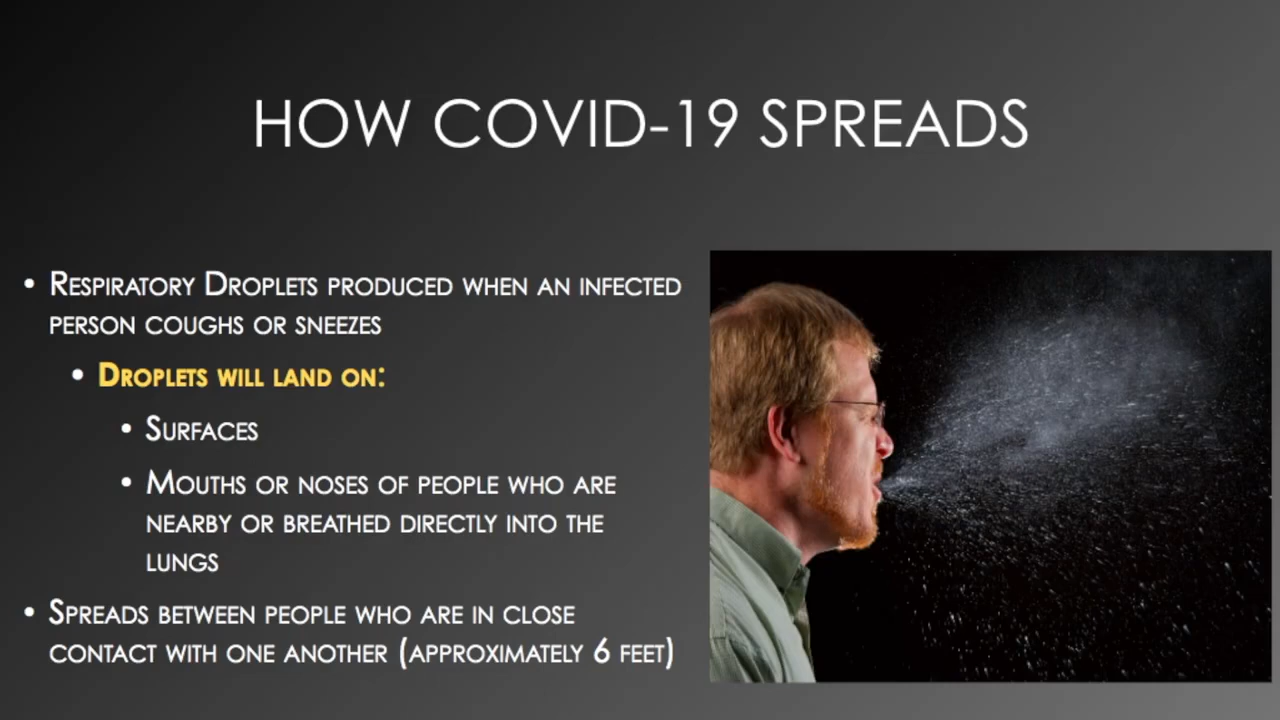 HOW COVID-19 SPREADS
• RESPIRATORY DROPLETS PRODUCED WHEN AN INFECTED
PERSON COUGHS OR SNEEZES
• DROPLETS WILL LAND ON:
• SURFACES
• MOUTHS OR NOSES OF PEOPLE WHO ARE
NEARBY OR BREATHED DIRECTLY INTO THE
LUNGS
• SPREADS BETWEEN PEOPLE WHO ARE IN CLOSE
CONTACT WITH ONE ANOTHER (APPROXIMATELY 6 FEET)